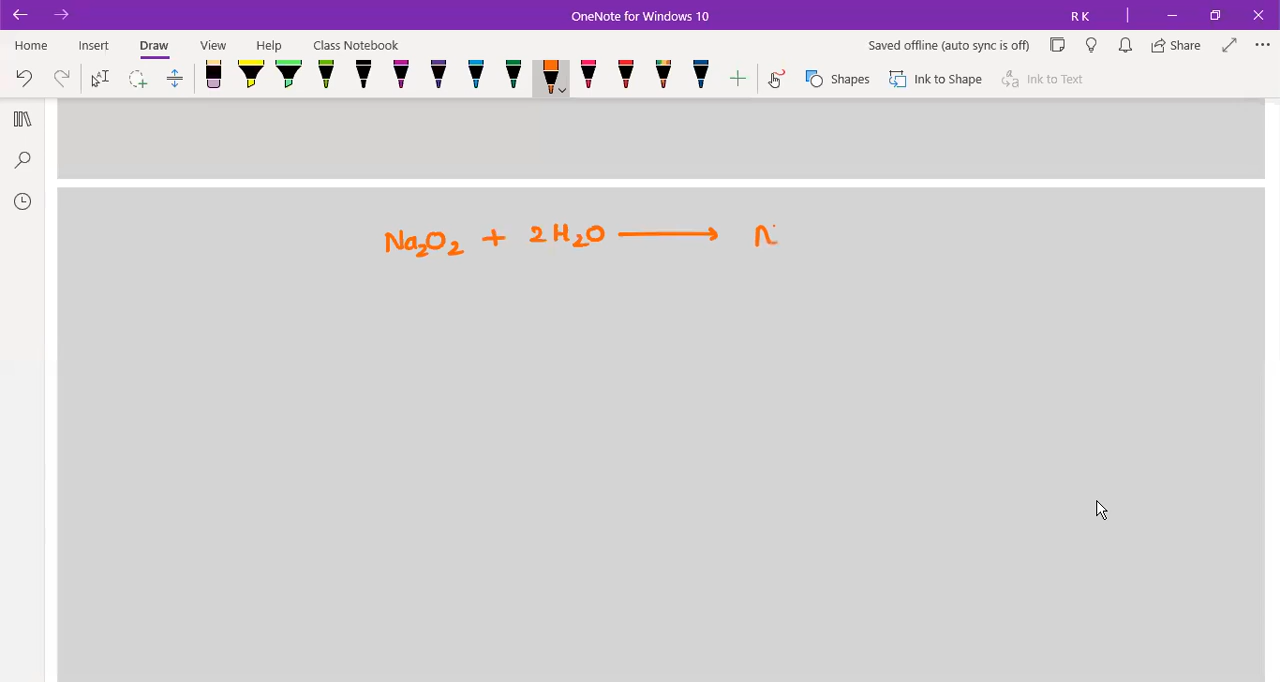 OneNote for Windows 10
R K
Home Insert Draw View Help Class Notebook
Saved offline (auto sync is off) Share
Shapes Ink to Shape Ink to Text
Na₂O₂ + 2H₂O ⟶